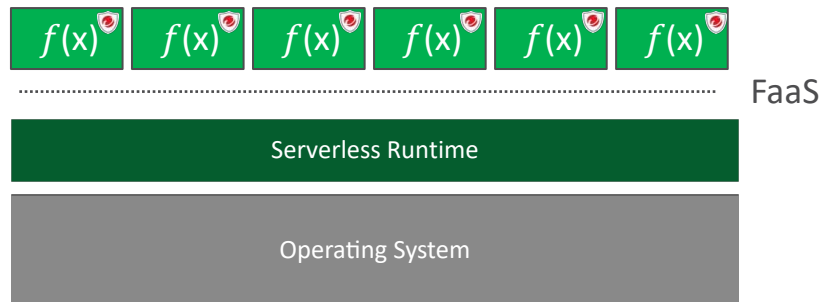 f(x) f(x) f(x) f(x) f(x) f(x)
FaaS
Serverless Runtime
Operating System